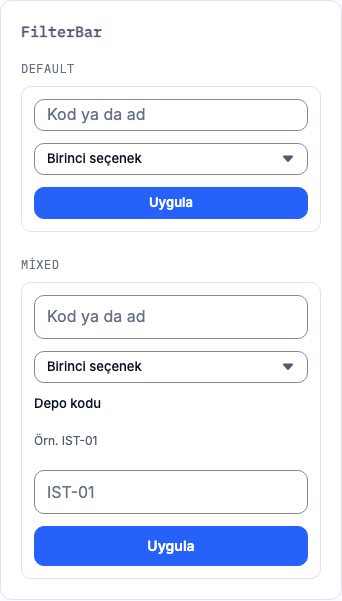 FilterBar
DEFAULT
Kod ya da ad
Birinci seçenek
Uygula
MİXED
Kod ya da ad
Birinci seçenek
Depo kodu
Örn. IST-01
IST-01
Uygula